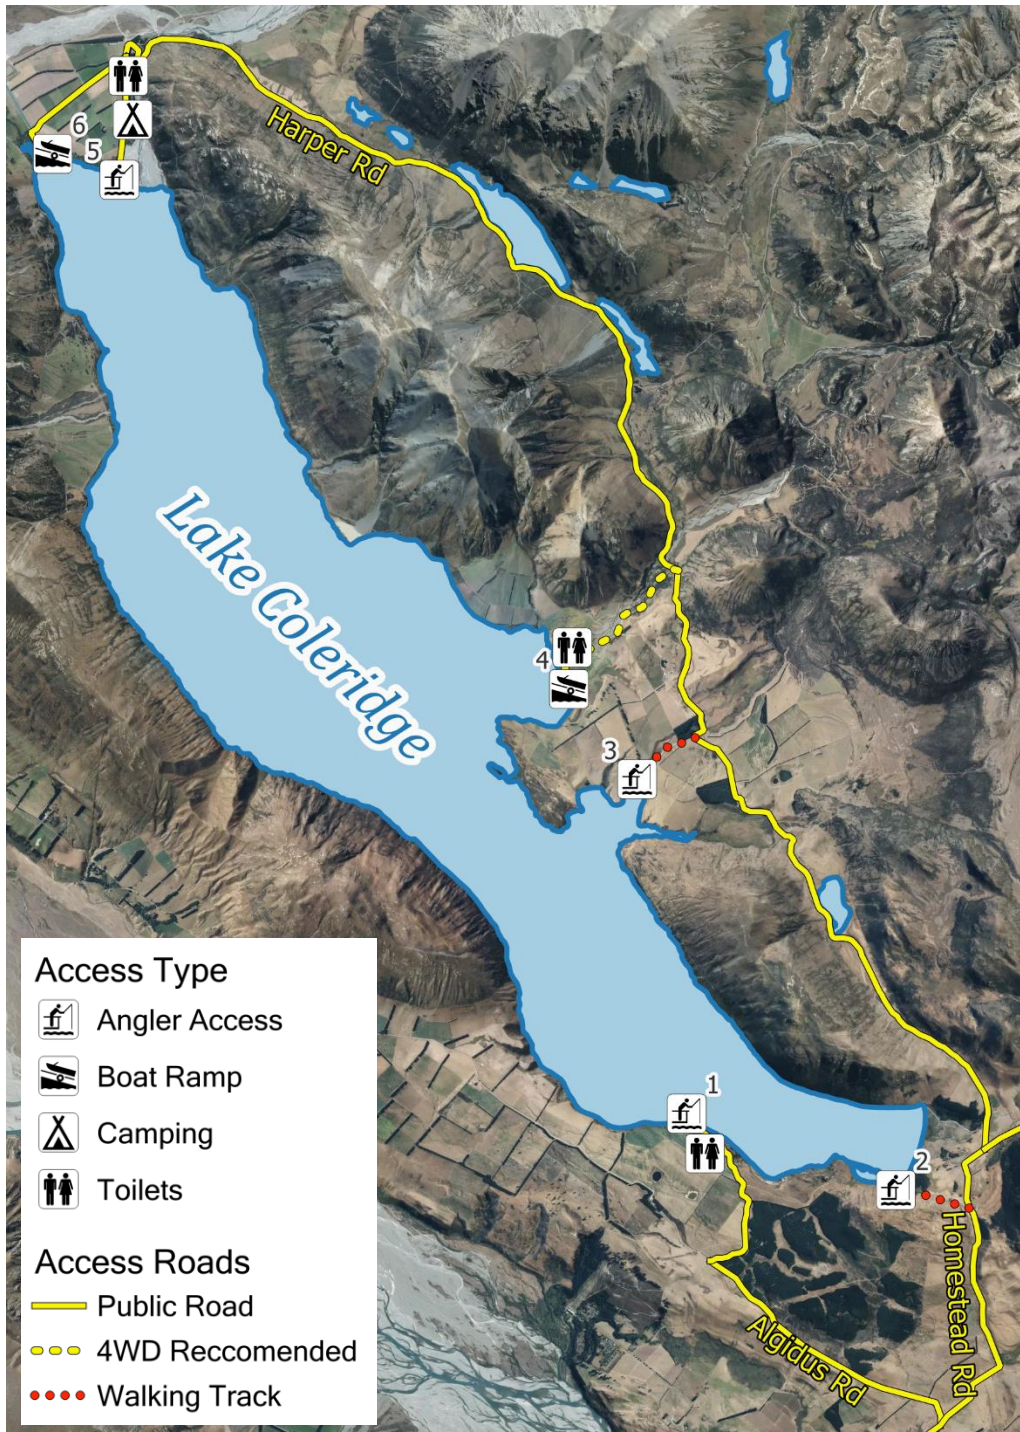 Harper Rd
6
5
Lake Coleridge
4
3
1
2
Homestead Rd
Algidus Rd
Access Type
Angler Access
Boat Ramp
Camping
Toilets
Access Roads
Public Road
4WD Reccomended
Walking Track